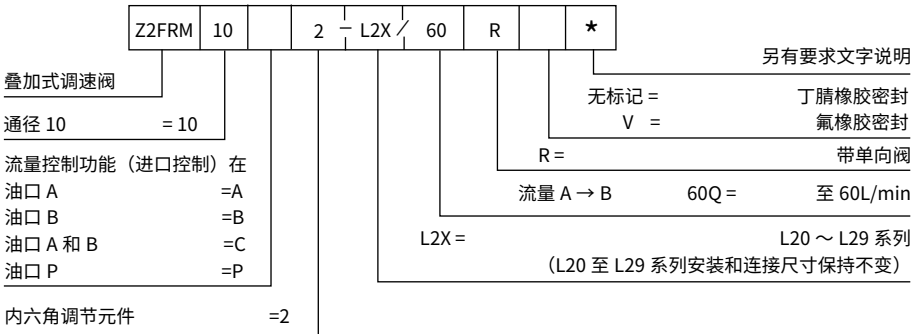 Z2FRM 10 2 – L2X / 60 R *
另有要求文字说明
叠加式调速阀
无标记 = 丁腈橡胶密封
通径 10 = 10
V = 氟橡胶密封
流量控制功能（进口控制）在
R = 带单向阀
油口 A =A
流量 A → B 60Q = 至 60L/min
油口 B =B
油口 A 和 B =C
L2X = L20 ～ L29 系列
油口 P =P
（L20 至 L29 系列安装和连接尺寸保持不变）
内六角调节元件 =2